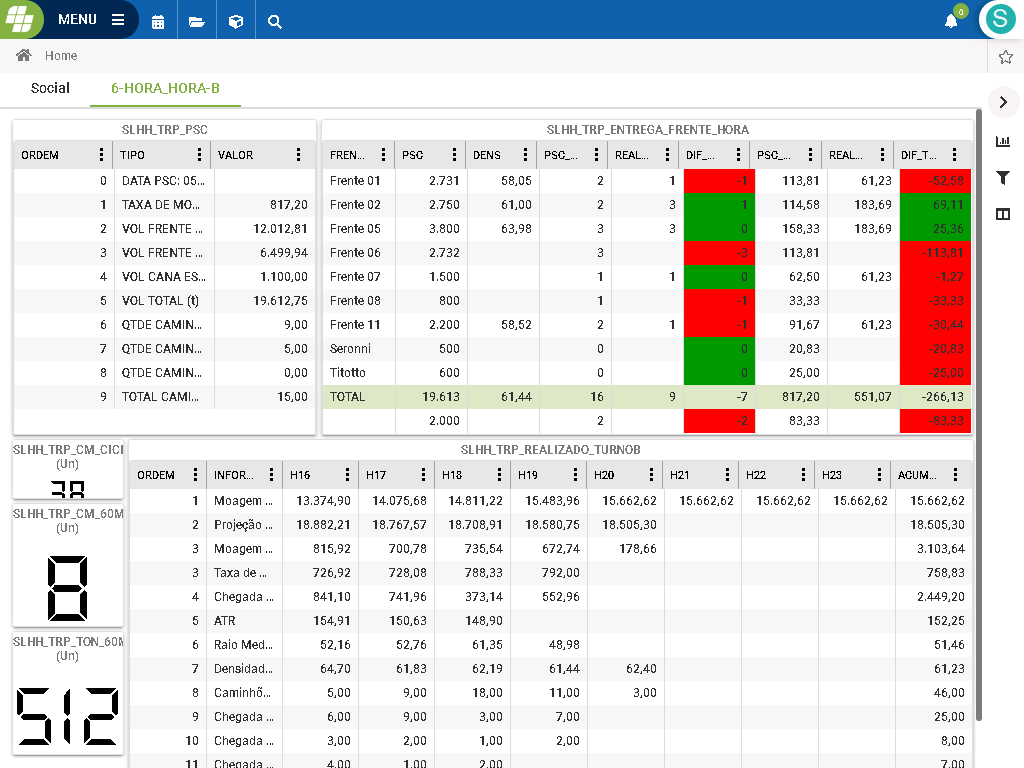 MENU
0
S
Home
Social 6-HORA_HORA-B
SLHH_TRP_PSC
ORDEM TIPO VALOR
0 DATA PSC: 05...
1 TAXA DE MO... 817,20
2 VOL FRENTE ... 12.012,81
3 VOL FRENTE ... 6.499,94
4 VOL CANA ES... 1.100,00
5 VOL TOTAL (t) 19.612,75
6 QTDE CAMIN... 9,00
7 QTDE CAMIN... 5,00
8 QTDE CAMIN... 0,00
9 TOTAL CAMI... 15,00
SLHH_TRP_ENTREGA_FRENTE_HORA
FREN... PSC DENS PSC_... REAL... DIF_... PSC_... REAL... DIF_T...
Frente 01 2.731 58,05 2 1 -1 113,81 61,23 -52,58
Frente 02 2.750 61,00 2 3 1 114,58 183,69 69,11
Frente 05 3.800 63,98 3 3 0 158,33 183,69 25,36
Frente 06 2.732 3 -3 113,81 -113,81
Frente 07 1.500 1 1 0 62,50 61,23 -1,27
Frente 08 800 1 -1 33,33 -33,33
Frente 11 2.200 58,52 2 1 -1 91,67 61,23 -30,44
Seronni 500 0 0 20,83 -20,83
Titotto 600 0 0 25,00 -25,00
TOTAL 19.613 61,44 16 9 -7 817,20 551,07 -266,13
2.000 2 -2 83,33 -83,33
SLHH_TRP_CM_CICI
(Un)
38
SLHH_TRP_CM_60M
(Un)
8
SLHH_TRP_TON_60M
(Un)
512
SLHH_TRP_REALIZADO_TURNOB
ORDEM INFOR... H16 H17 H18 H19 H20 H21 H22 H23 ACUM...
1 Moagem ... 13.374,90 14.075,68 14.811,22 15.483,96 15.662,62 15.662,62 15.662,62 15.662,62 15.662,62
2 Projeção ... 18.882,21 18.767,57 18.708,91 18.580,75 18.505,30 18.505,30
3 Moagem ... 815,92 700,78 735,54 672,74 178,66 3.103,64
3 Taxa de ... 726,92 728,08 788,33 792,00 758,83
4 Chegada ... 841,10 741,96 373,14 552,96 2.449,20
5 ATR 154,91 150,63 148,90 152,25
6 Raio Med... 52,16 52,76 61,35 48,98 51,46
7 Densidad... 64,70 61,83 62,19 61,44 62,40 61,23
8 Caminhõ... 5,00 9,00 18,00 11,00 3,00 46,00
9 Chegada ... 6,00 9,00 3,00 7,00 25,00
10 Chegada ... 3,00 2,00 1,00 2,00 8,00
11 Chegada ... 4,00 1,00 2,00 7,00